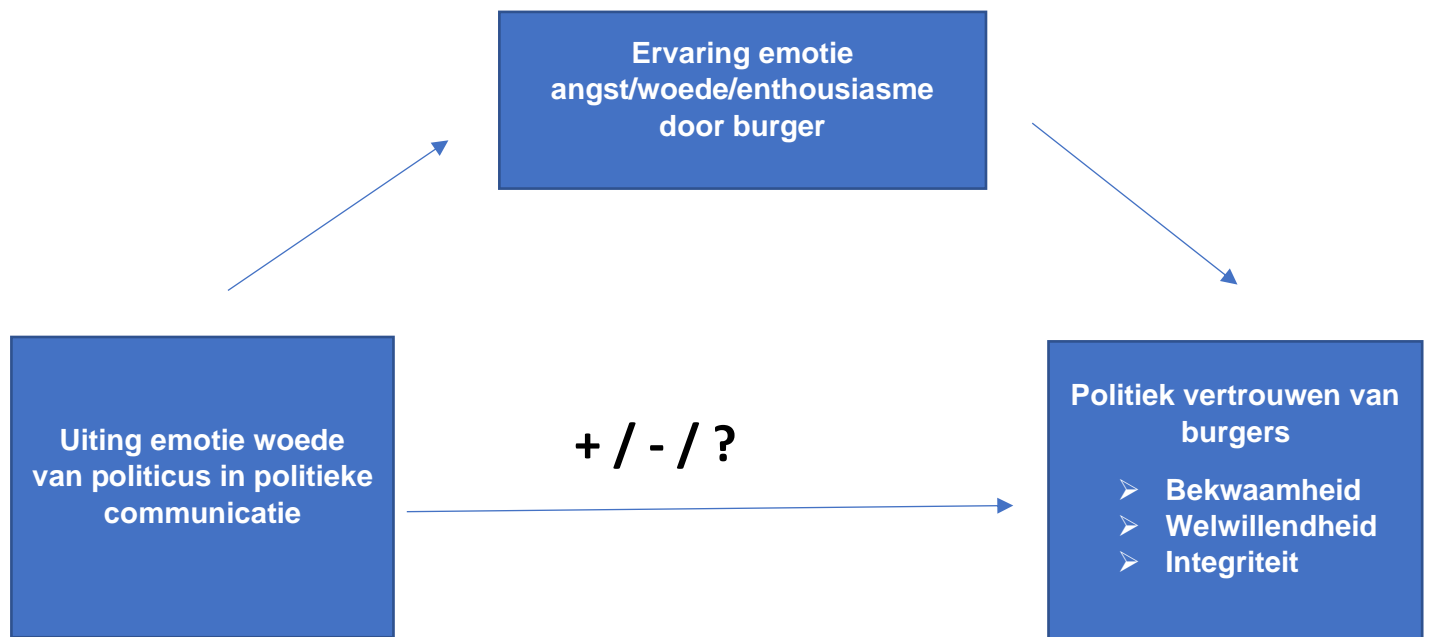 Ervaring emotie
angst/woede/enthousiasme
door burger
Uiting emotie woede
van politicus in politieke
communicatie
+ / - / ?
Politiek vertrouwen van
burgers
➢ Bekwaamheid
➢ Welwillendheid
➢ Integriteit